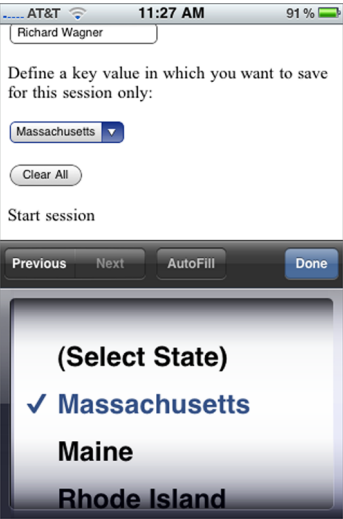 AT&T 11:27 AM 91%
Richard Wagner
Define a key value in which you want to save
for this session only:
Massachusetts
Clear All
Start session
Previous Next AutoFill Done
(Select State)
✓ Massachusetts
Maine
Rhode Island